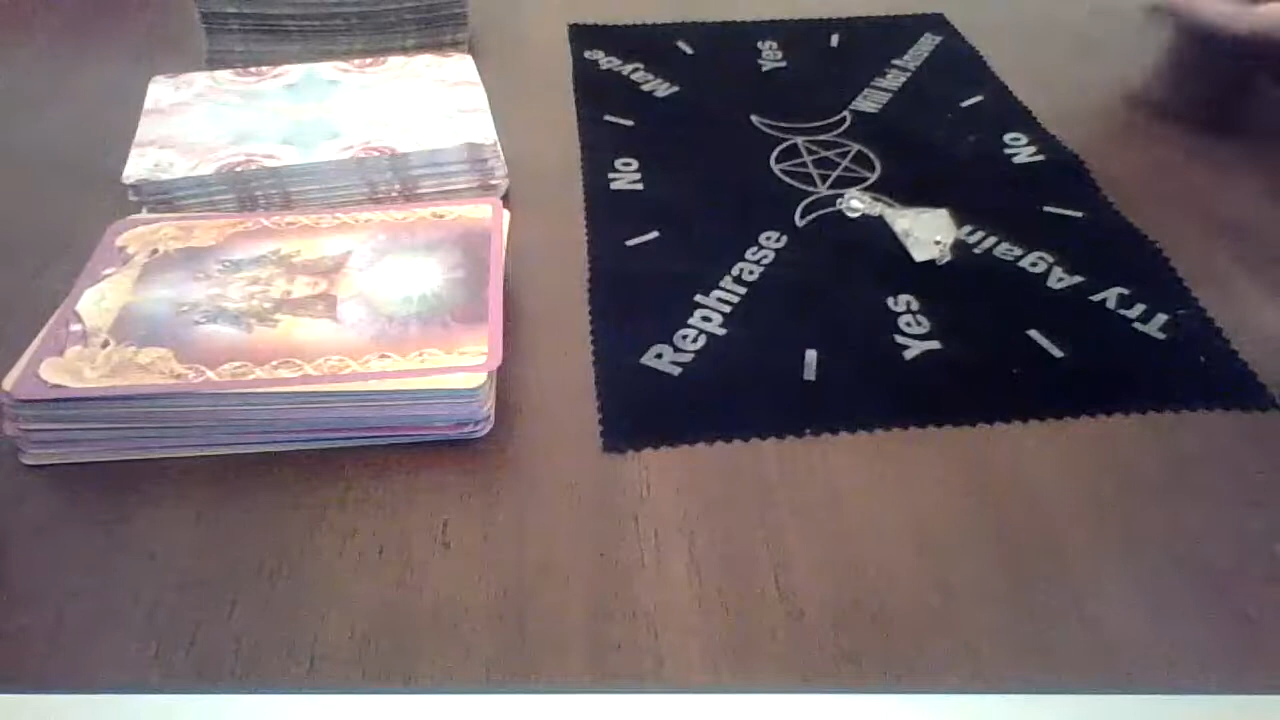 Maybe
Yes
Will Not Answer
No
No
Rephrase
Yes
Try Again